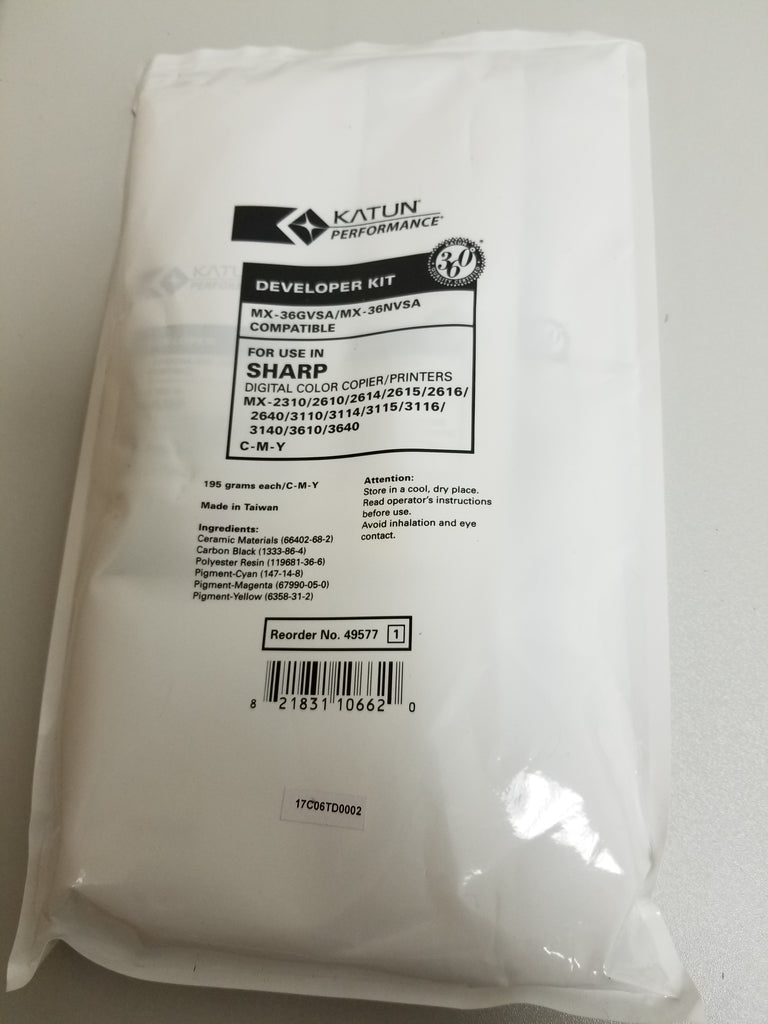 KATUN®
PERFORMANCE®
360°
DEVELOPER KIT
MX-36GVSA/MX-36NVSA
COMPATIBLE
FOR USE IN
SHARP
DIGITAL COLOR COPIER/PRINTERS
MX-2310/2610/2614/2615/2616/
2640/3110/3114/3115/3116/
3140/3610/3640
C-M-Y
195 grams each/C-M-Y
Made in Taiwan
Ingredients:
Ceramic Materials (66402-68-2)
Carbon Black (1333-86-4)
Polyester Resin (119681-36-6)
Pigment-Cyan (147-14-8)
Pigment-Magenta (67990-05-0)
Pigment-Yellow (6358-31-2)
Attention:
Store in a cool, dry place.
Read operator's instructions
before use.
Avoid inhalation and eye
contact.
Reorder No. 49577 1
8 21831 10662 0
17C06TD0002